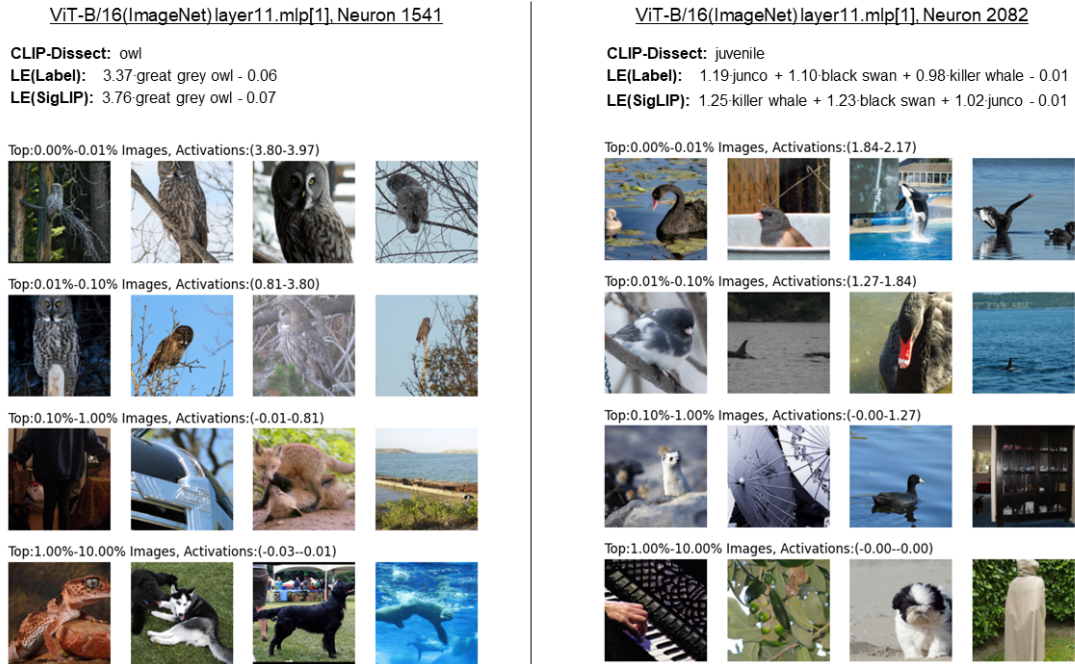 ViT-B/16(ImageNet)layer11.mlp[1], Neuron 1541
CLIP-Dissect: owl
LE(Label): 3.37·great grey owl - 0.06
LE(SigLIP): 3.76·great grey owl - 0.07
Top:0.00%-0.01% Images, Activations:(3.80-3.97)
Top:0.01%-0.10% Images, Activations:(0.81-3.80)
Top:0.10%-1.00% Images, Activations:(-0.01-0.81)
Top:1.00%-10.00% Images, Activations:(-0.03--0.01)
ViT-B/16(ImageNet)layer11.mlp[1], Neuron 2082
CLIP-Dissect: juvenile
LE(Label): 1.19·junco + 1.10·black swan + 0.98·killer whale - 0.01
LE(SigLIP): 1.25·killer whale + 1.23·black swan + 1.02·junco - 0.01
Top:0.00%-0.01% Images, Activations:(1.84-2.17)
Top:0.01%-0.10% Images, Activations:(1.27-1.84)
Top:0.10%-1.00% Images, Activations:(-0.00-1.27)
Top:1.00%-10.00% Images, Activations:(-0.00--0.00)